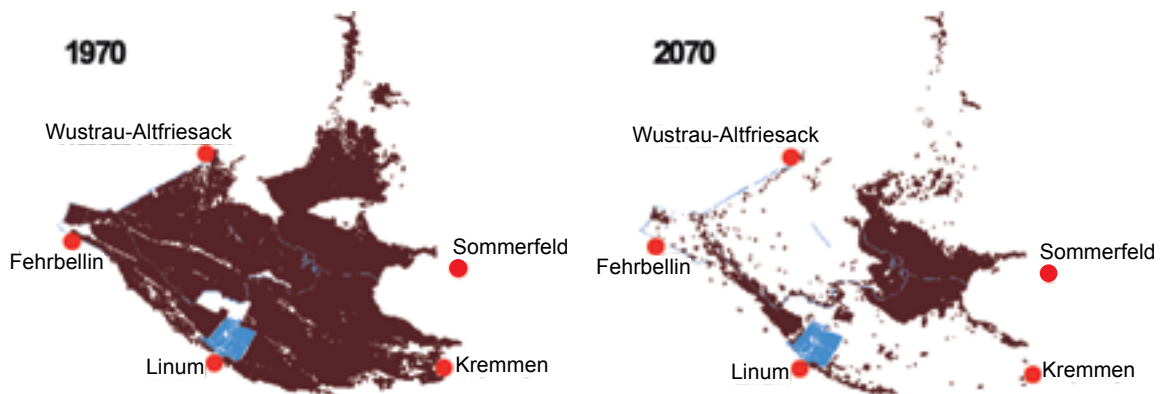 1970
Wustrau-Altfriesack
Fehrbellin
Sommerfeld
Linum
Kremmen
2070
Wustrau-Altfriesack
Fehrbellin
Sommerfeld
Linum
Kremmen